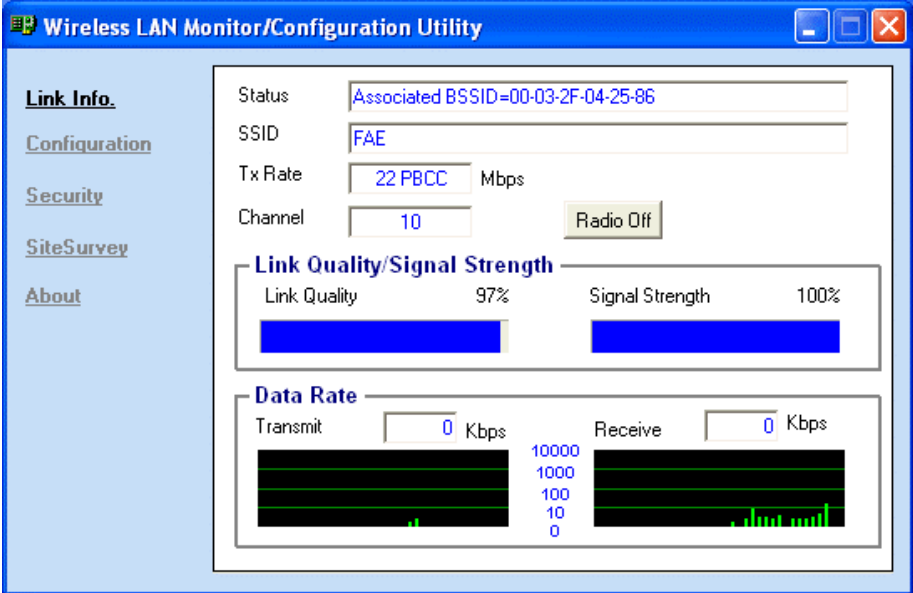 Wireless LAN Monitor/Configuration Utility
Link Info.
Configuration
Security
SiteSurvey
About
Status Associated BSSID=00-03-2F-04-25-86
SSID FAE
Tx Rate 22 PBCC Mbps
Channel 10 Radio Off
Link Quality/Signal Strength
Link Quality 97% Signal Strength 100%
Data Rate
Transmit 0 Kbps Receive 0 Kbps
10000
1000
100
10
0